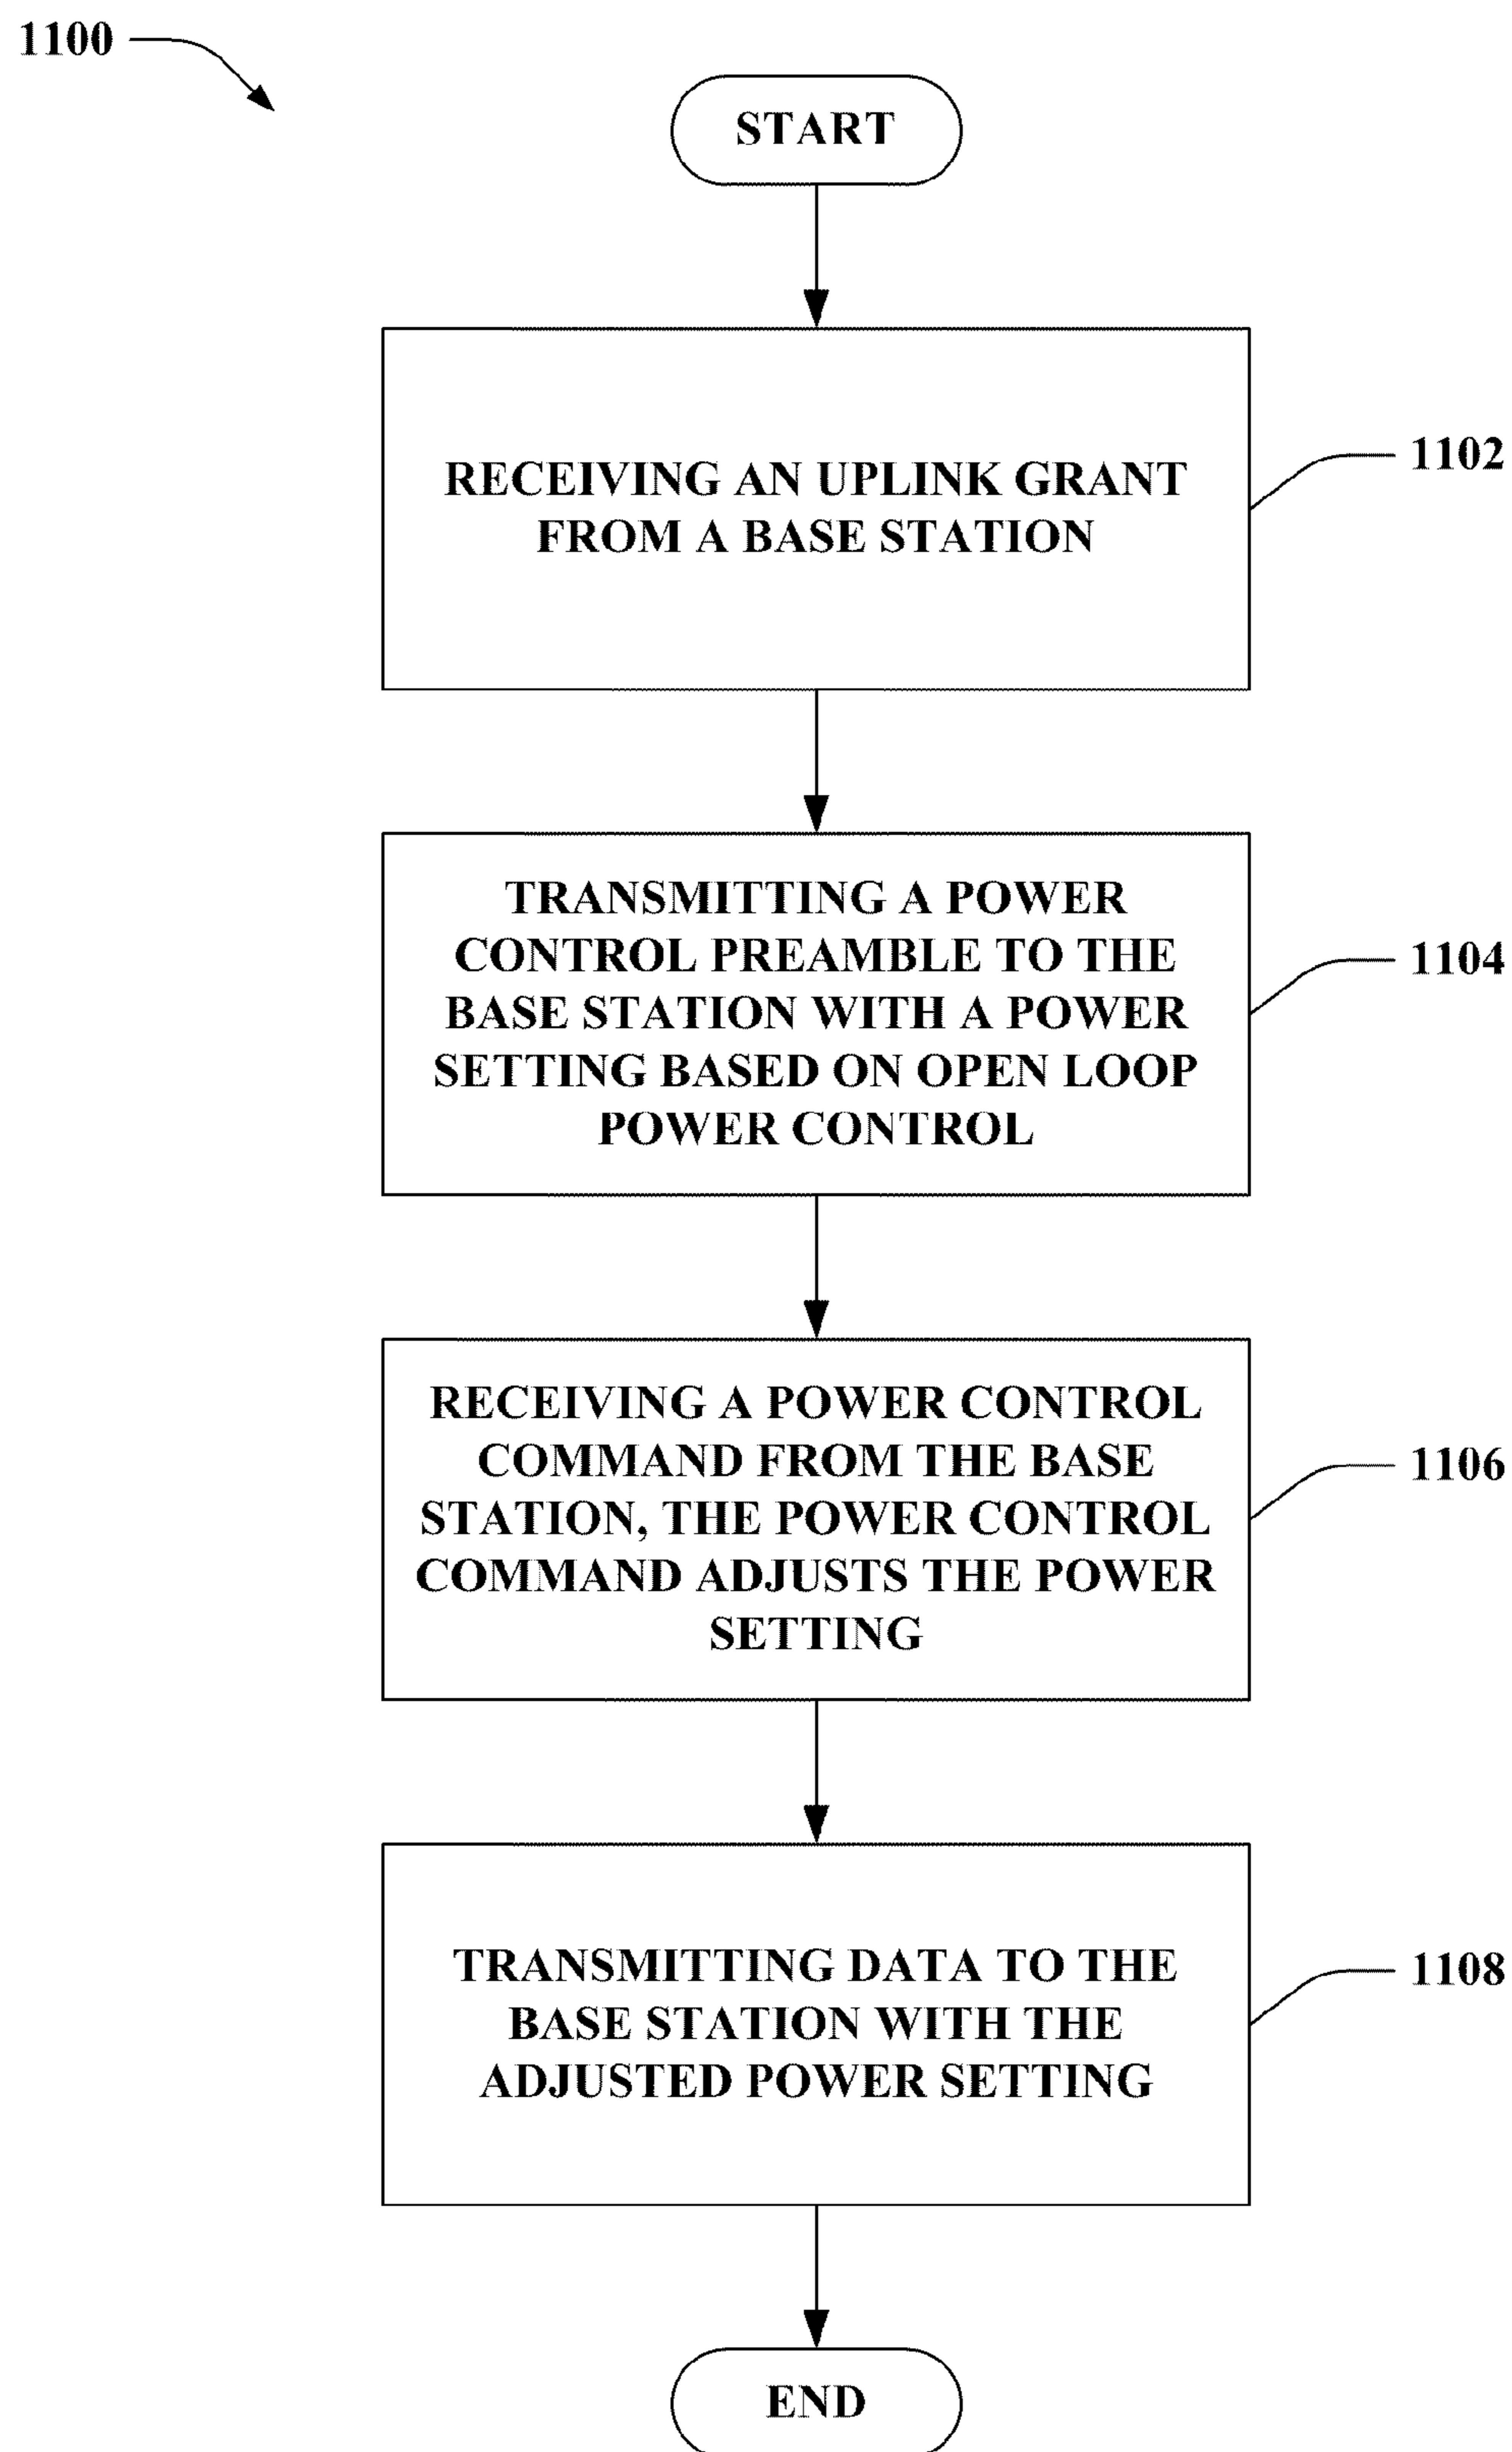 1100
START
RECEIVING AN UPLINK GRANT
FROM A BASE STATION
1102
TRANSMITTING A POWER
CONTROL PREAMBLE TO THE
BASE STATION WITH A POWER
SETTING BASED ON OPEN LOOP
POWER CONTROL
1104
RECEIVING A POWER CONTROL
COMMAND FROM THE BASE
STATION, THE POWER CONTROL
COMMAND ADJUSTS THE POWER
SETTING
1106
TRANSMITTING DATA TO THE
BASE STATION WITH THE
ADJUSTED POWER SETTING
1108
END